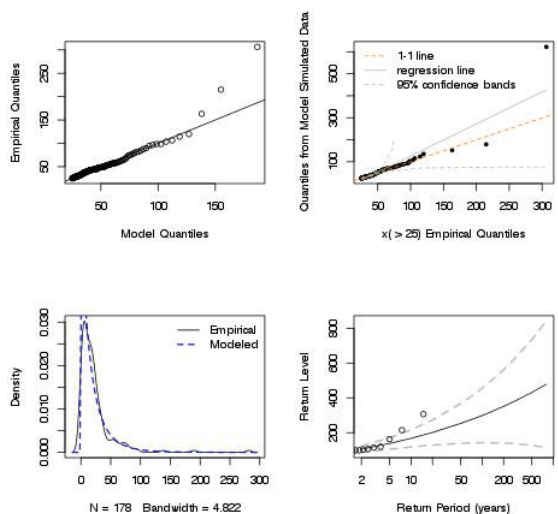 Empirical Quantiles
50
150
250
50
100
150
Model Quantiles
Quantiles from Model Simulated Data
100
300
500
1-1 line
regression line
95% confidence bands
50
100
150
200
250
300
x( > 25) Empirical Quantiles
Density
0.000
0.010
0.020
0.030
Empirical
Modeled
0
50
100
150
200
250
300
N = 178 Bandwidth = 4.822
Return Level
200
400
600
800
2
5
10
50
100
200
500
Return Period (years)